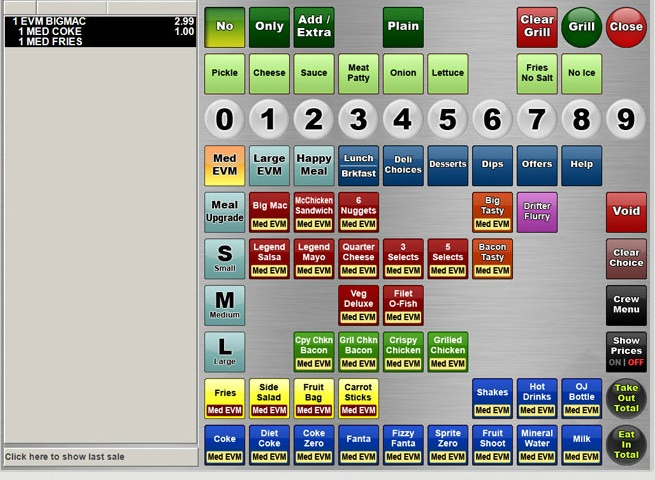 1 EVM BIGMAC 2.99
1 MED COKE 1.00
1 MED FRIES
No Only Add / Extra Plain Clear Grill Grill Close
Pickle Cheese Sauce Meat Patty Onion Lettuce Fries No Salt No Ice
0 1 2 3 4 5 6 7 8 9
Med EVM Large EVM Happy Meal Lunch Brkfast Deli Choices Desserts Dips Offers Help
Meal Upgrade Big Mac McChicken Sandwich 6 Nuggets Big Tasty Drifter Flurry Void
Med EVM Med EVM Med EVM Med EVM
S Small Legend Salsa Legend Mayo Quarter Cheese 3 Selects 5 Selects Bacon Tasty Clear Choice
Med EVM Med EVM Med EVM Med EVM Med EVM Med EVM
M Medium Veg Deluxe Filet O-Fish Crew Menu
Med EVM Med EVM
L Large Cpy Chkn Bacon Grll Chkn Bacon Crispy Chicken Grilled Chicken Show Prices ON | OFF
Med EVM Med EVM Med EVM Med EVM
Fries Side Salad Fruit Bag Carrot Sticks Shakes Hot Drinks OJ Bottle Take Out Total
Med EVM Med EVM Med EVM Med EVM Med EVM Med EVM Med EVM
Coke Diet Coke Coke Zero Fanta Fizzy Fanta Sprite Zero Fruit Shoot Mineral Water Milk Eat In Total
Med EVM Med EVM Med EVM Med EVM Med EVM Med EVM Med EVM Med EVM Med EVM
Click here to show last sale